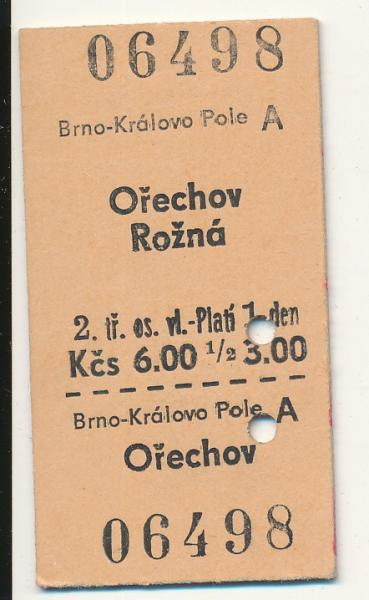 06498
Brno-Královo Pole A
Ořechov
Rožná
2. tř. os. vl.-Platí 1 den
Kčs 6.00 1/2 3.00
Brno-Královo Pole A
Ořechov
06498